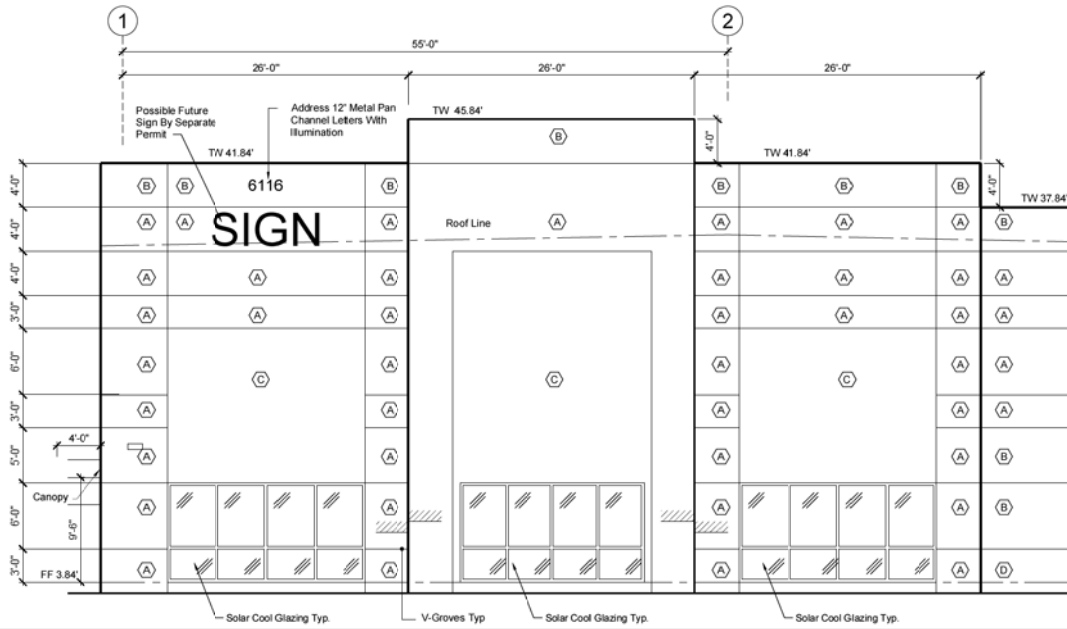 1
2
55'-0"
26'-0"
26'-0"
26'-0"
Possible Future
Sign By Separate
Permit
Address 12" Metal Pan
Channel Letters With
Illumination
TW 45.84'
TW 41.84'
TW 41.84'
TW 37.84'
4'-0"
4'-0"
B
4'-0"
B
B
6116
B
B
B
B
4'-0"
A
A
SIGN
A
Roof Line
A
A
A
A
B
4'-0"
A
A
A
A
A
A
B
3'-0"
A
A
A
A
A
A
A
6'-0"
A
C
A
C
A
C
A
A
3'-0"
A
A
A
A
A
5'-0"
4'-0"
A
A
A
A
B
Canopy
6'-0"
9'-6"
A
A
A
A
B
3'-0"
FF 3.84'
A
A
A
A
D
Solar Cool Glazing Typ.
V-Groves Typ
Solar Cool Glazing Typ.
Solar Cool Glazing Typ.